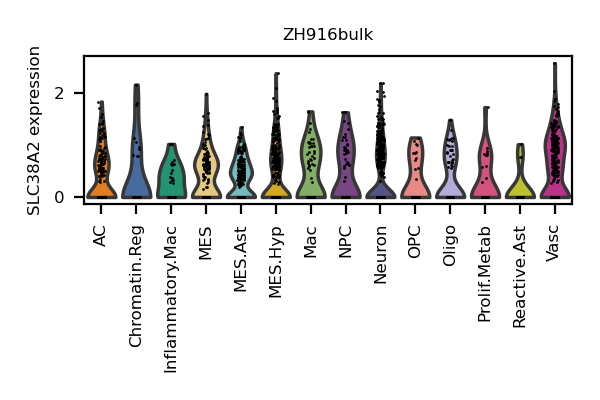 ZH916bulk
SLC38A2 expression
2
0
AC
Chromatin.Reg
Inflammatory.Mac
MES
MES.Ast
MES.Hyp
Mac
NPC
Neuron
OPC
Oligo
Prolif.Metab
Reactive.Ast
Vasc